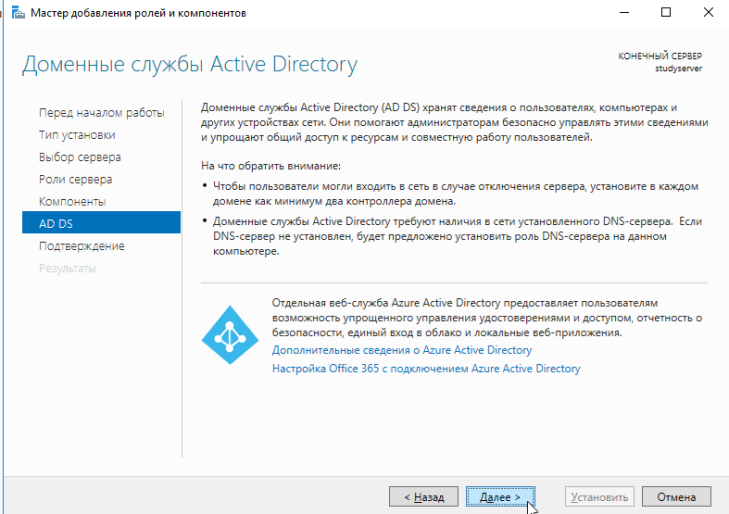 Мастер добавления ролей и компонентов
Доменные службы Active Directory
КОНЕЧНЫЙ СЕРВЕР
studyserver
Перед началом работы
Тип установки
Выбор сервера
Роли сервера
Компоненты
AD DS
Подтверждение
Результаты
Доменные службы Active Directory (AD DS) хранят сведения о пользователях, компьютерах и
других устройствах сети. Они помогают администраторам безопасно управлять этими сведениями
и упрощают общий доступ к ресурсам и совместную работу пользователей.
На что обратить внимание:
• Чтобы пользователи могли входить в сеть в случае отключения сервера, установите в каждом
домене как минимум два контроллера домена.
• Доменные службы Active Directory требуют наличия в сети установленного DNS-сервера. Если
DNS-сервер не установлен, будет предложено установить роль DNS-сервера на данном
компьютере.
Отдельная веб-служба Azure Active Directory предоставляет пользователям
возможность упрощенного управления удостоверениями и доступом, отчетность о
безопасности, единый вход в облако и локальные веб-приложения.
Дополнительные сведения о Azure Active Directory
Настройка Office 365 с подключением Azure Active Directory
< Назад
Далее >
Установить
Отмена